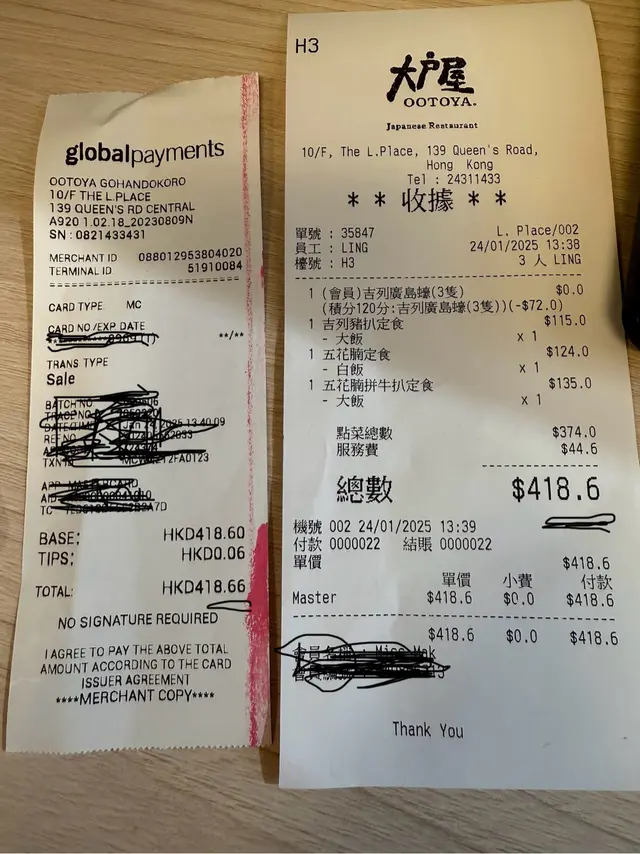 globalpayments
OOTOYA GOHANDOKORO
10/F THE L.PLACE
139 QUEEN'S RD CENTRAL
A920 1.02.18_20230809N
SN : 0821433431
MERCHANT ID 088012953804020
TERMINAL ID 51910084
CARD TYPE MC
CARD NO /EXP DATE
**/**
TRANS TYPE
Sale
BATCH NO
REF NO
BASE: HKD418.60
TIPS: HKD0.06
TOTAL: HKD418.66
NO SIGNATURE REQUIRED
I AGREE TO PAY THE ABOVE TOTAL
AMOUNT ACCORDING TO THE CARD
ISSUER AGREEMENT
****MERCHANT COPY****
H3
大戶屋
OOTOYA.
Japanese Restaurant
10/F, The L.Place, 139 Queen's Road,
Hong Kong
Tel : 24311433
* * 收據 * *
單號 : 35847 L. Place/002
員工 : LING 24/01/2025 13:38
檯號 : H3 3 人 LING
1 (會員)吉列廣島蠔(3隻) $0.0
(積分120分:吉列廣島蠔(3隻))(-$72.0)
1 吉列豬扒定食 $115.0
- 大飯 x 1
1 五花腩定食 $124.0
- 白飯 x 1
1 五花腩拼牛扒定食 $135.0
- 大飯 x 1
點菜總數 $374.0
服務費 $44.6
總數 $418.6
機號 002 24/01/2025 13:39
付款 0000022 結賬 0000022
單價 $418.6
單價 小費 付款
Master $418.6 $0.0 $418.6
$418.6 $0.0 $418.6
Thank You